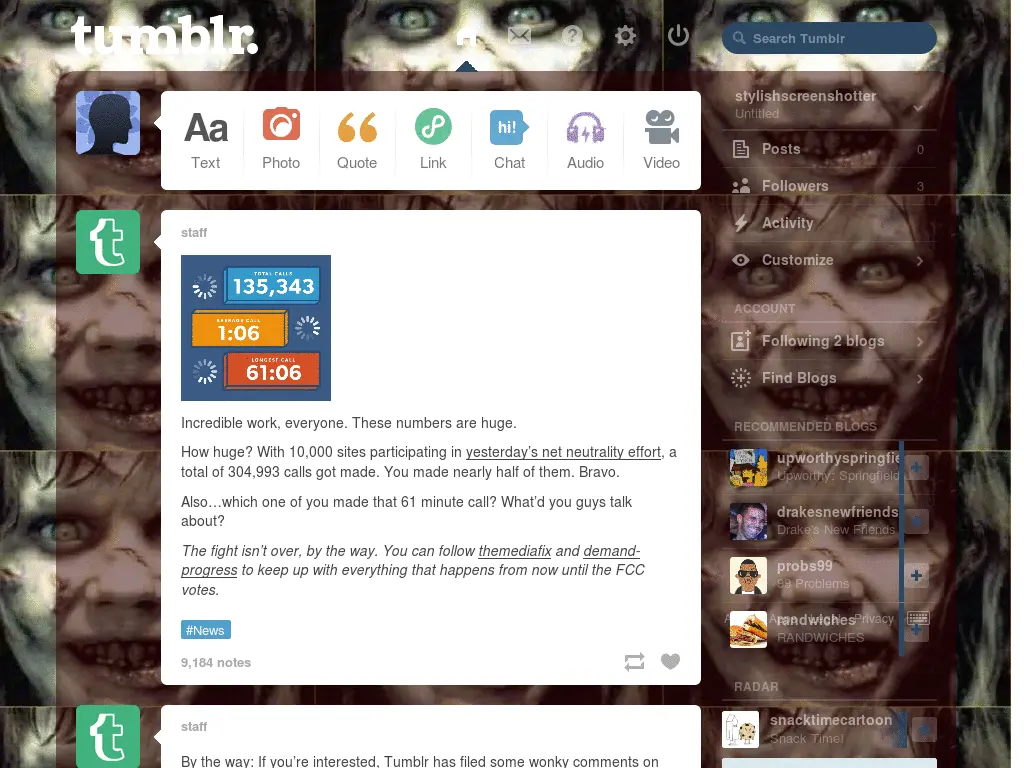 tumblr.
Search Tumblr
Aa
Text
Photo
Quote
Link
hi!
Chat
Audio
Video
stylishscreenshotter
Untitled
Posts 0
Followers 3
Activity
Customize
ACCOUNT
Following 2 blogs
Find Blogs
RECOMMENDED BLOGS
upworthyspringfie
Upworthy: Springfield
drakesnewfriends
Drake's New Friends
probs99
99 Problems
randwiches
Legal Privacy
RANDWICHES
RADAR
snacktimecartoon
Snack Time!
staff
TOTAL CALLS
135,343
AVERAGE CALL
1:06
LONGEST CALL
61:06
Incredible work, everyone. These numbers are huge.
How huge? With 10,000 sites participating in yesterday's net neutrality effort, a
total of 304,993 calls got made. You made nearly half of them. Bravo.
Also…which one of you made that 61 minute call? What'd you guys talk
about?
The fight isn't over, by the way. You can follow themediafix and demand-
progress to keep up with everything that happens from now until the FCC
votes.
#News
9,184 notes
staff
By the way: If you're interested, Tumblr has filed some wonky comments on